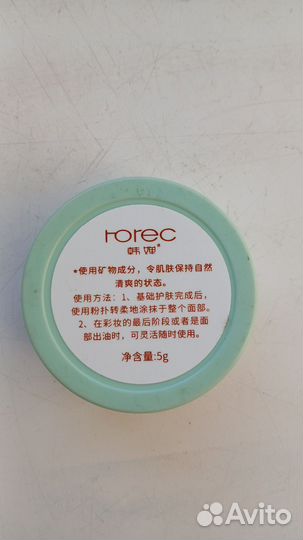 rorec
韩婵®
•使用矿物成分，令肌肤保持自然
清爽的状态。
使用方法：1、基础护肤完成后，
使用粉扑转柔地涂抹于整个面部。
2、在彩妆的最后阶段或者是面
部出油时，可灵活随时使用。
净含量:5g
Avito